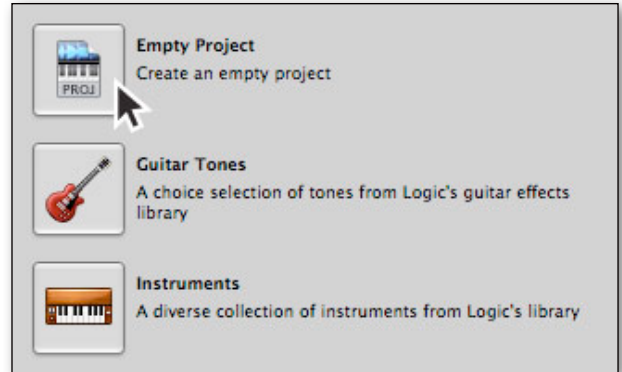 Empty Project
Create an empty project
PROJ
Guitar Tones
A choice selection of tones from Logic's guitar effects
library
Instruments
A diverse collection of instruments from Logic's library